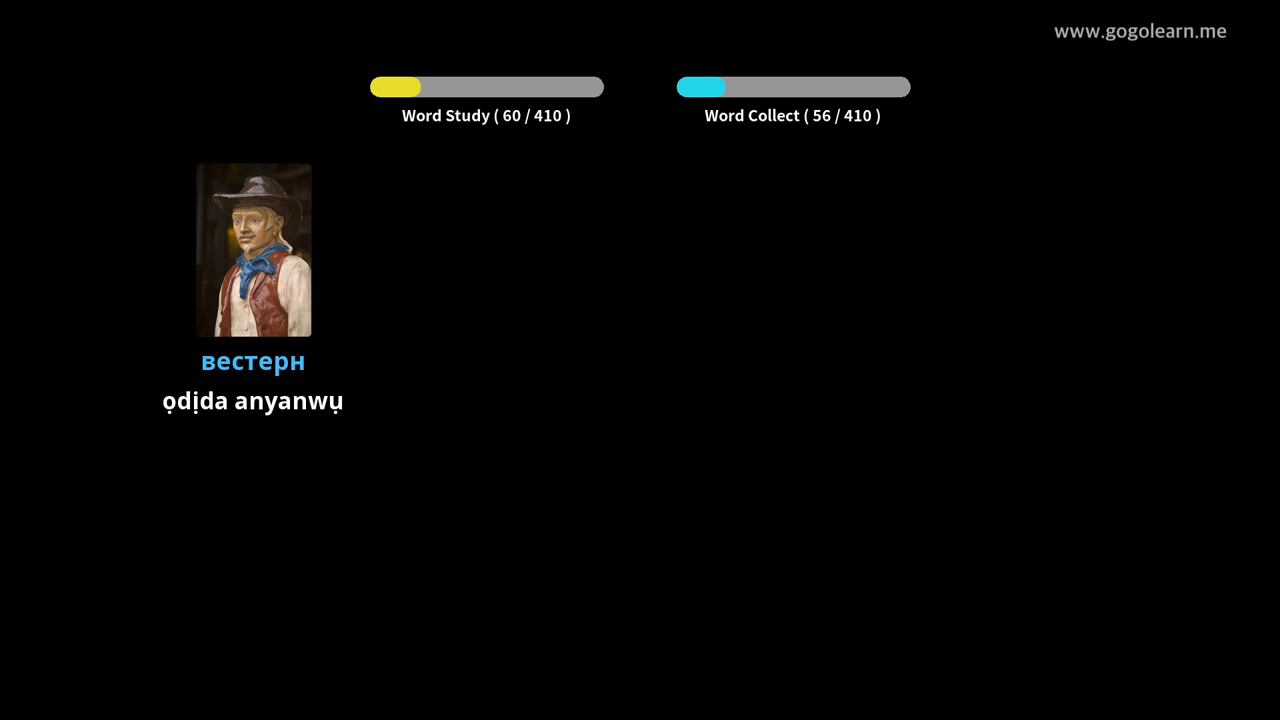 www.gogolearn.me
Word Study ( 60 / 410 )
Word Collect ( 56 / 410 )
вестерн
ọdịda anyanwụ